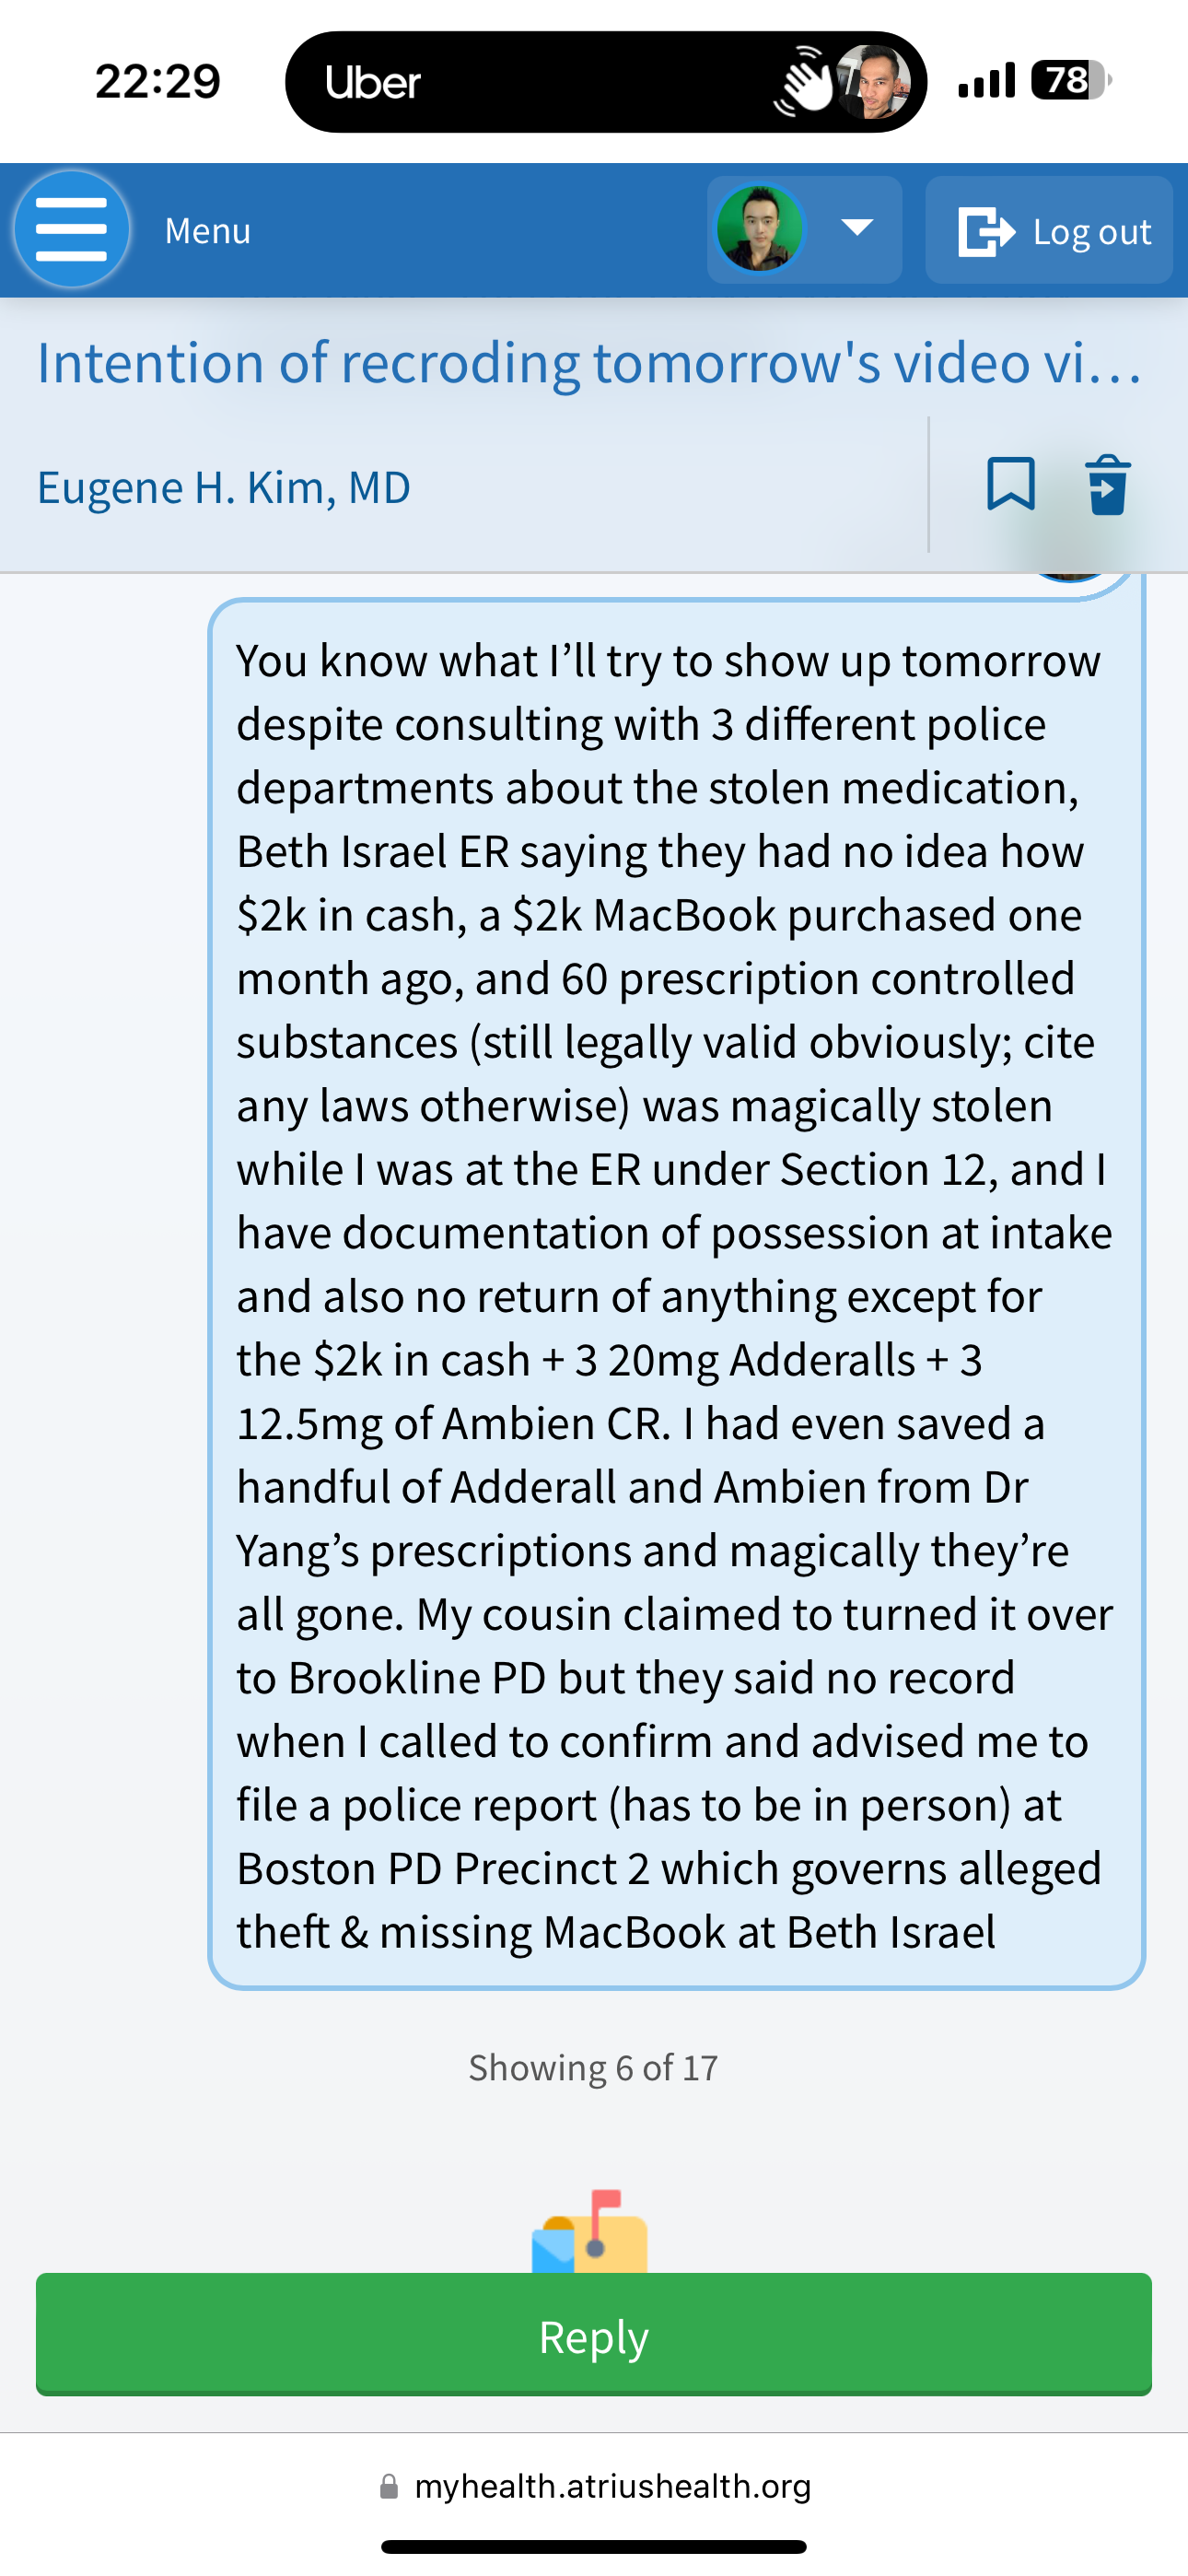 22:29
Uber
78
Menu
Log out
Intention of recroding tomorrow's video vi...
Eugene H. Kim, MD
You know what I’ll try to show up tomorrow
despite consulting with 3 different police
departments about the stolen medication,
Beth Israel ER saying they had no idea how
$2k in cash, a $2k MacBook purchased one
month ago, and 60 prescription controlled
substances (still legally valid obviously; cite
any laws otherwise) was magically stolen
while I was at the ER under Section 12, and I
have documentation of possession at intake
and also no return of anything except for
the $2k in cash + 3 20mg Adderalls + 3
12.5mg of Ambien CR. I had even saved a
handful of Adderall and Ambien from Dr
Yang’s prescriptions and magically they’re
all gone. My cousin claimed to turned it over
to Brookline PD but they said no record
when I called to confirm and advised me to
file a police report (has to be in person) at
Boston PD Precinct 2 which governs alleged
theft & missing MacBook at Beth Israel
Showing 6 of 17
Reply
myhealth.atriushealth.org